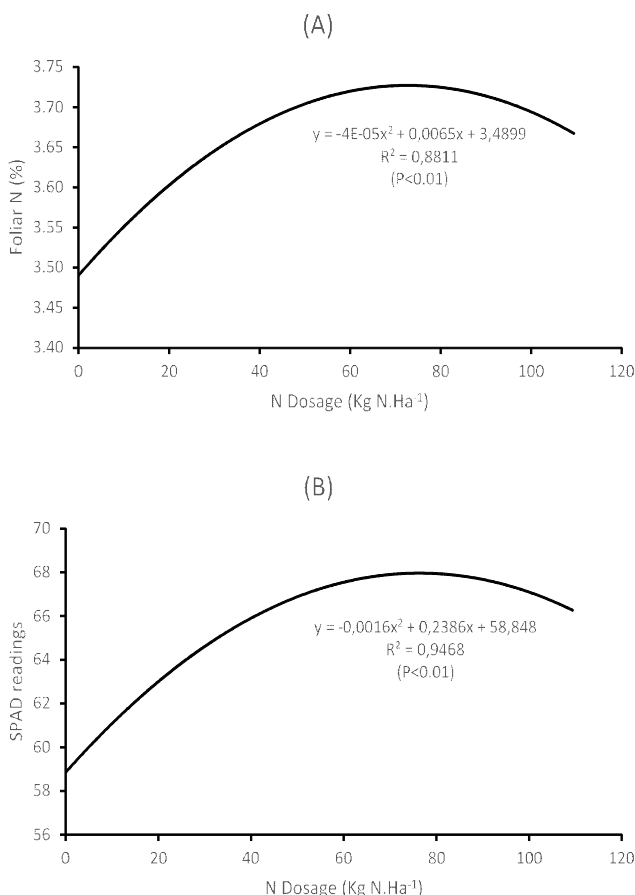 (A)
3.75
3.70
3.65
3.60
3.55
3.50
3.45
3.40
Foliar N (%)
y = -4E-05x² + 0,0065x + 3,4899
R² = 0,8811
(P<0.01)
0 20 40 60 80 100 120
N Dosage (Kg N.Ha⁻¹)
(B)
70
68
66
64
62
60
58
56
SPAD readings
y = -0,0016x² + 0,2386x + 58,848
R² = 0,9468
(P<0.01)
0 20 40 60 80 100 120
N Dosage (Kg N.Ha⁻¹)